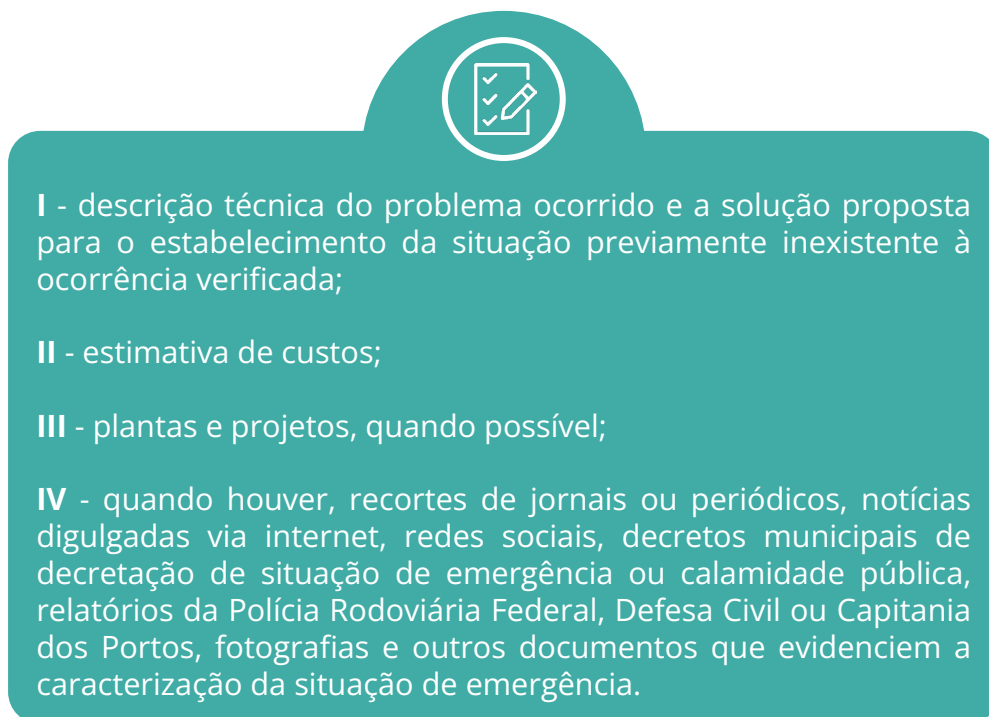 I - descrição técnica do problema ocorrido e a solução proposta
para o estabelecimento da situação previamente inexistente à
ocorrência verificada;
II - estimativa de custos;
III - plantas e projetos, quando possível;
IV - quando houver, recortes de jornais ou periódicos, notícias
digulgadas via internet, redes sociais, decretos municipais de
decretação de situação de emergência ou calamidade pública,
relatórios da Polícia Rodoviária Federal, Defesa Civil ou Capitania
dos Portos, fotografias e outros documentos que evidenciem a
caracterização da situação de emergência.